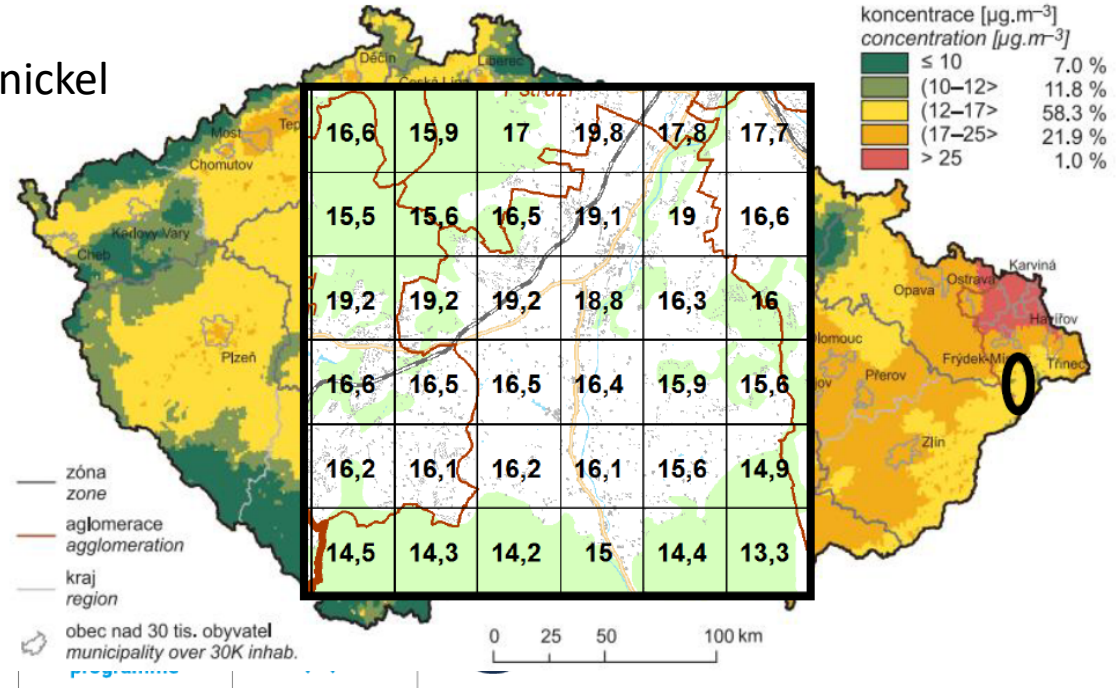 nickel
koncentrace [µg.m–3]
concentration [µg.m–3]
≤ 10 7.0 %
(10–12> 11.8 %
(12–17> 58.3 %
(17–25> 21.9 %
> 25 1.0 %
Děčín
Liberec
Česká
Most
Tep
Chomutov
Karlovy Vary
Cheb
Plzeň
16,6 15,9 17 19,8 17,8 17,7
15,5 15,6 16,5 19,1 19 16,6
19,2 19,2 19,2 18,8 16,3 16
16,6 16,5 16,5 16,4 15,9 15,6
16,2 16,1 16,2 16,1 15,6 14,9
14,5 14,3 14,2 15 14,4 13,3
Karviná
Ostrava
Opava
Havířov
lomouc
Frýdek-Mís
Třinec
jov
Přerov
Zlín
zóna
zone
aglomerace
agglomeration
kraj
region
obec nad 30 tis. obyvatel
municipality over 30K inhab.
0 25 50 100 km
programme